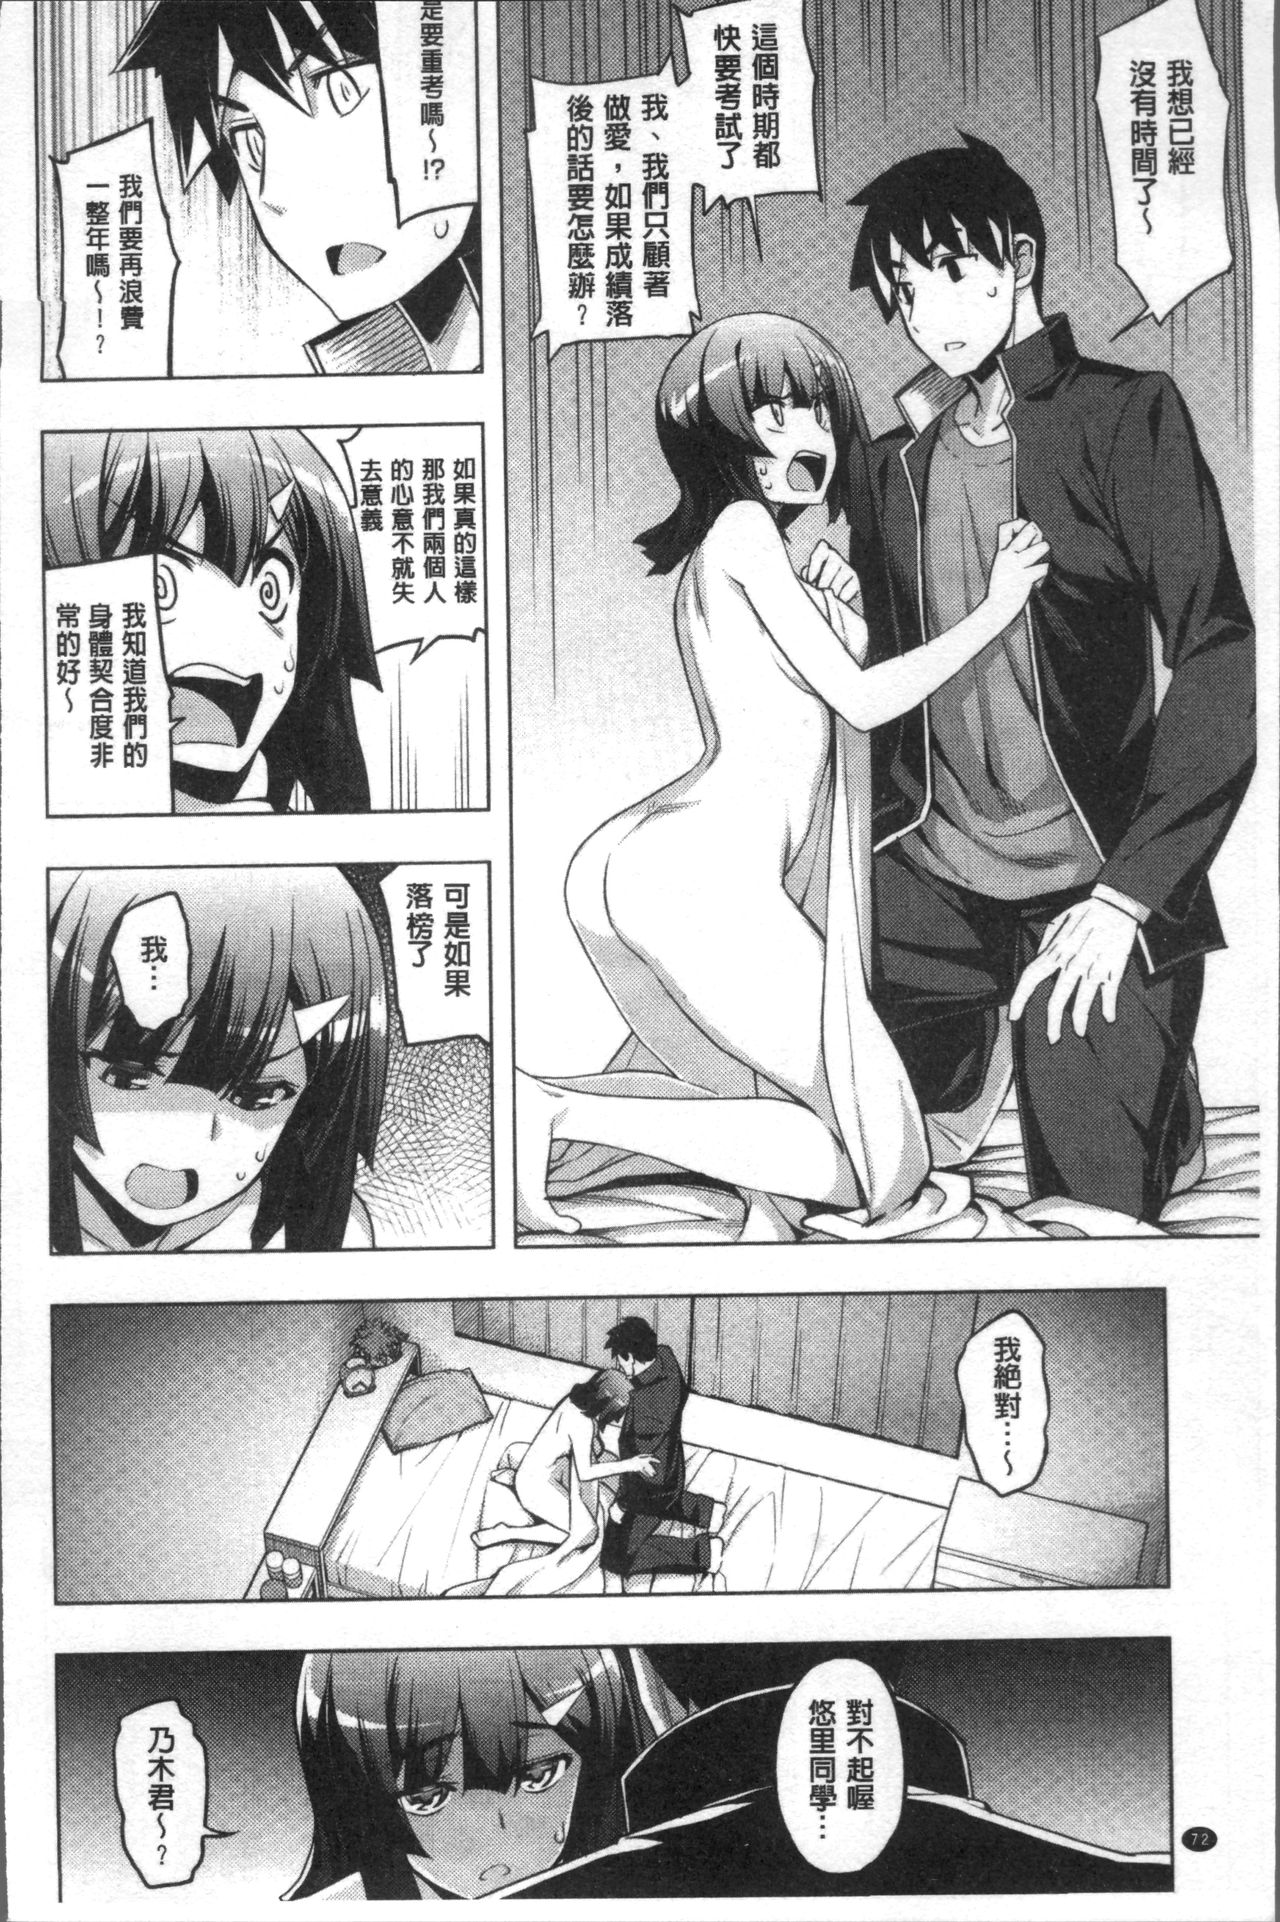 我想已經
沒有時間了～
這個時期都
快要考試了
我、我們只顧著
做愛，如果成績落
後的話要怎麼辦？
是要重考嗎～!?
我們要再浪費
一整年嗎～!？
如果真的這樣
那我們兩個人
的心意不就失
去意義
我知道我們的
身體契合度非
常的好～
可是如果
落榜了
我…
我絕對…～
對不起喔
悠里同學…
乃木君～？
72